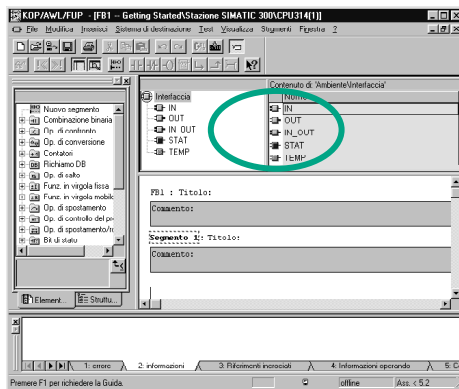 KOP/AWL/FUP - [FB1 -- Getting Started\Stazione SIMATIC 300\CPU314(1)]
File Modifica Inserisci Sistema di destinazione Test Visualizza Strumenti Finestra ?
Contenuto di: 'Ambiente\Interfaccia'
Interfaccia
IN
OUT
IN_OUT
STAT
TEMP
Nome
IN
OUT
IN_OUT
STAT
TEMP
Nuovo segmento
Combinazione binaria
Op. di confronto
Op. di conversione
Contatori
Richiamo DB
Op. di salto
Funz. in virgola fissa
Funz. in virgola mobile
Op. di spostamento
Op. di controllo del pro
Op. di spostamento/ro
Bit di stato
Element...
Struttu...
FB1 : Titolo:
Commento:
Segmento 1: Titolo:
Commento:
1: errore
2: informazioni
3: Riferimenti incrociati
4: Informazioni operando
5: C
Premere F1 per richiedere la Guida.
offline
Ass. < 5.2